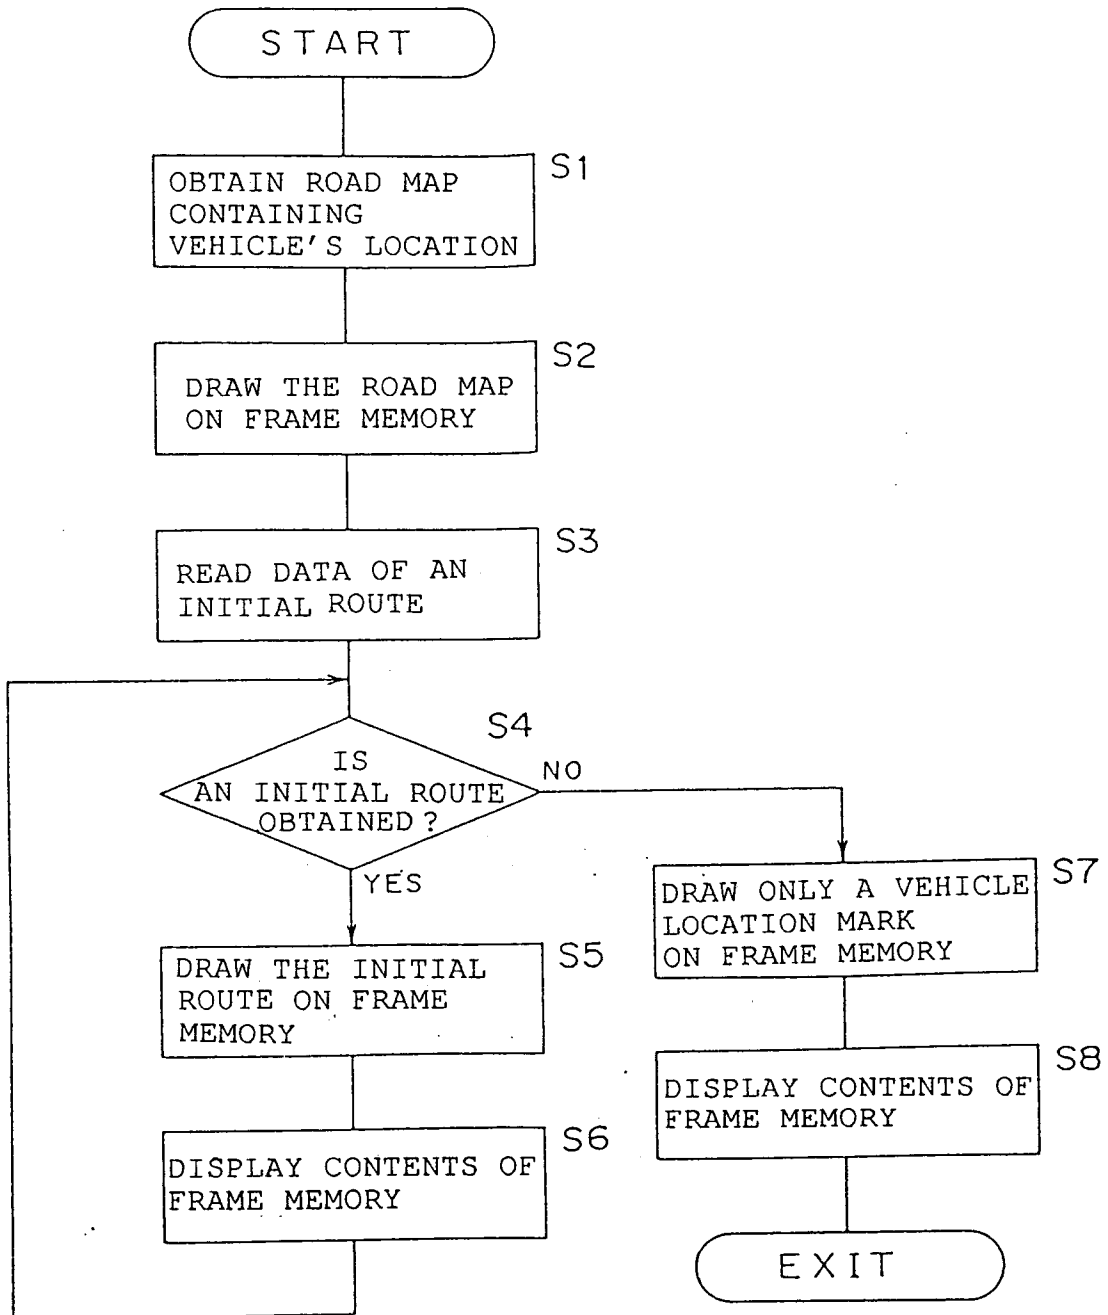 START
S1
OBTAIN ROAD MAP
CONTAINING
VEHICLE'S LOCATION
S2
DRAW THE ROAD MAP
ON FRAME MEMORY
S3
READ DATA OF AN
INITIAL ROUTE
S4
IS
AN INITIAL ROUTE
OBTAINED?
NO
YES
S5
DRAW THE INITIAL
ROUTE ON FRAME
MEMORY
S6
DISPLAY CONTENTS OF
FRAME MEMORY
S7
DRAW ONLY A VEHICLE
LOCATION MARK
ON FRAME MEMORY
S8
DISPLAY CONTENTS OF
FRAME MEMORY
EXIT